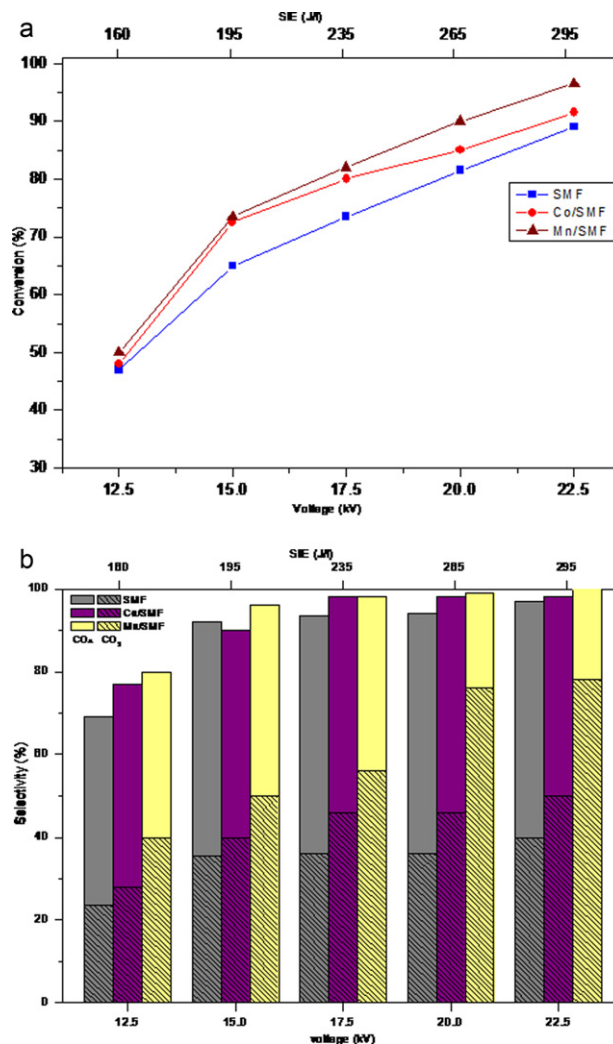 a
SIE (J/l)
160 195 235 265 295
100
90
80
70
60
50
40
30
Conversion (%)
SMF
Co/SMF
Mn/SMF
12.5 15.0 17.5 20.0 22.5
Voltage (kV)
b
SIE (J/l)
180 195 235 285 295
100
80
60
40
20
0
Selectivity (%)
SMF
Co/SMF
Mn/SMF
12.5 15.0 17.5 20.0 22.5
voltage (kV)